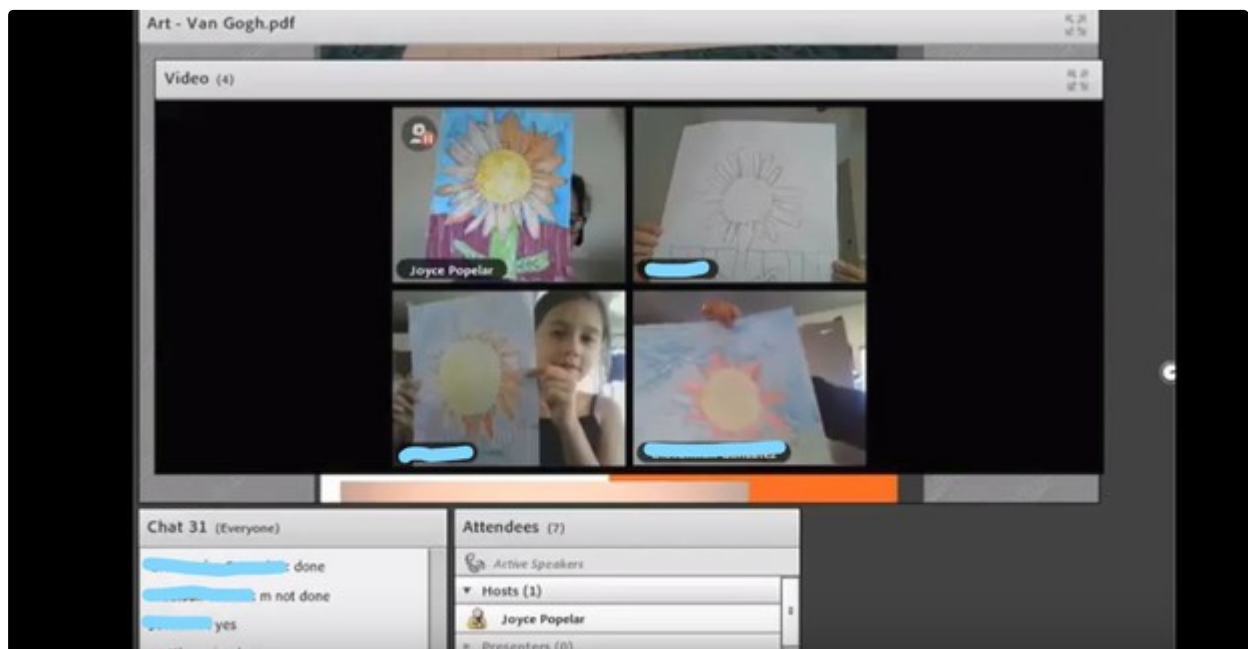 Art - Van Gogh.pdf
Video (4)
Joyce Popelar
Chat 31 (Everyone)
done
m not done
yes
Attendees (7)
Active Speakers
Hosts (1)
Joyce Popelar
Presenters (0)